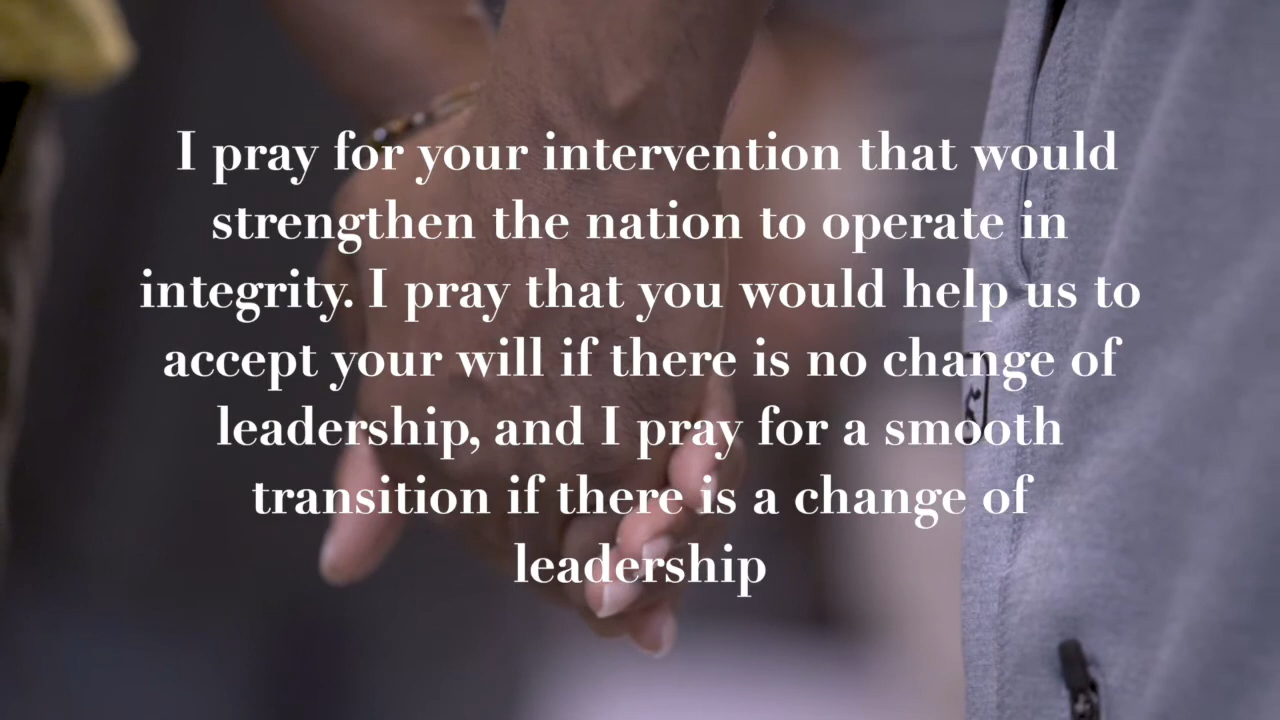 I pray for your intervention that would
strengthen the nation to operate in
integrity. I pray that you would help us to
accept your will if there is no change of
leadership, and I pray for a smooth
transition if there is a change of
leadership